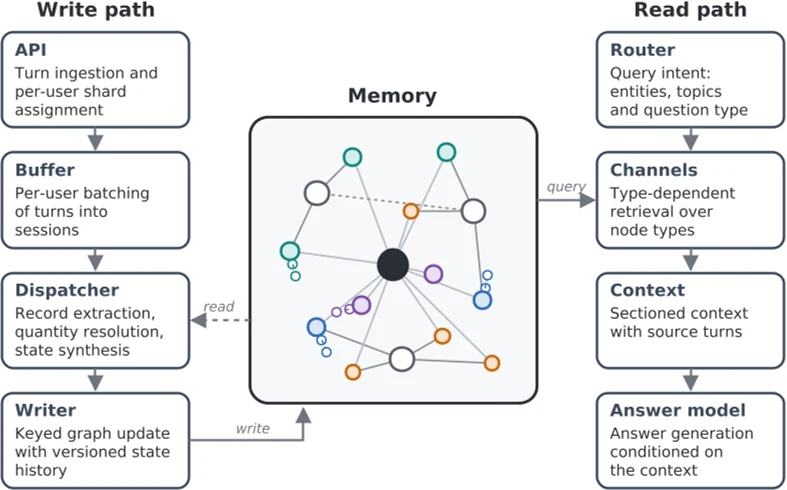 Write path
API
Turn ingestion and
per-user shard
assignment
Buffer
Per-user batching
of turns into
sessions
Dispatcher
Record extraction,
quantity resolution,
state synthesis
Writer
Keyed graph update
with versioned state
history
read
write
Memory
query
Read path
Router
Query intent:
entities, topics
and question type
Channels
Type-dependent
retrieval over
node types
Context
Sectioned context
with source turns
Answer model
Answer generation
conditioned on
the context